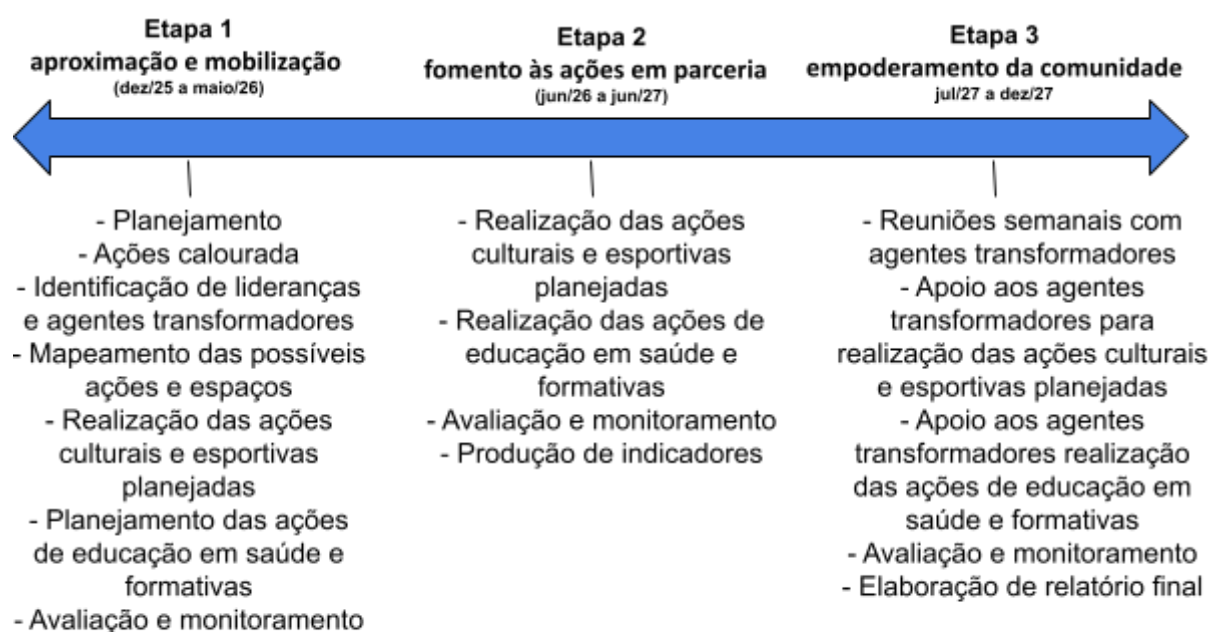 Etapa 1
aproximação e mobilização
(dez/25 a maio/26)
- Planejamento
- Ações calourada
- Identificação de lideranças
e agentes transformadores
- Mapeamento das possíveis
ações e espaços
- Realização das ações
culturais e esportivas
planejadas
- Planejamento das ações
de educação em saúde e
formativas
- Avaliação e monitoramento
Etapa 2
fomento às ações em parceria
(jun/26 a jun/27)
- Realização das ações
culturais e esportivas
planejadas
- Realização das ações de
educação em saúde e
formativas
- Avaliação e monitoramento
- Produção de indicadores
Etapa 3
empoderamento da comunidade
jul/27 a dez/27
- Reuniões semanais com
agentes transformadores
- Apoio aos agentes
transformadores para
realização das ações culturais
e esportivas planejadas
- Apoio aos agentes
transformadores realização
das ações de educação em
saúde e formativas
- Avaliação e monitoramento
- Elaboração de relatório final